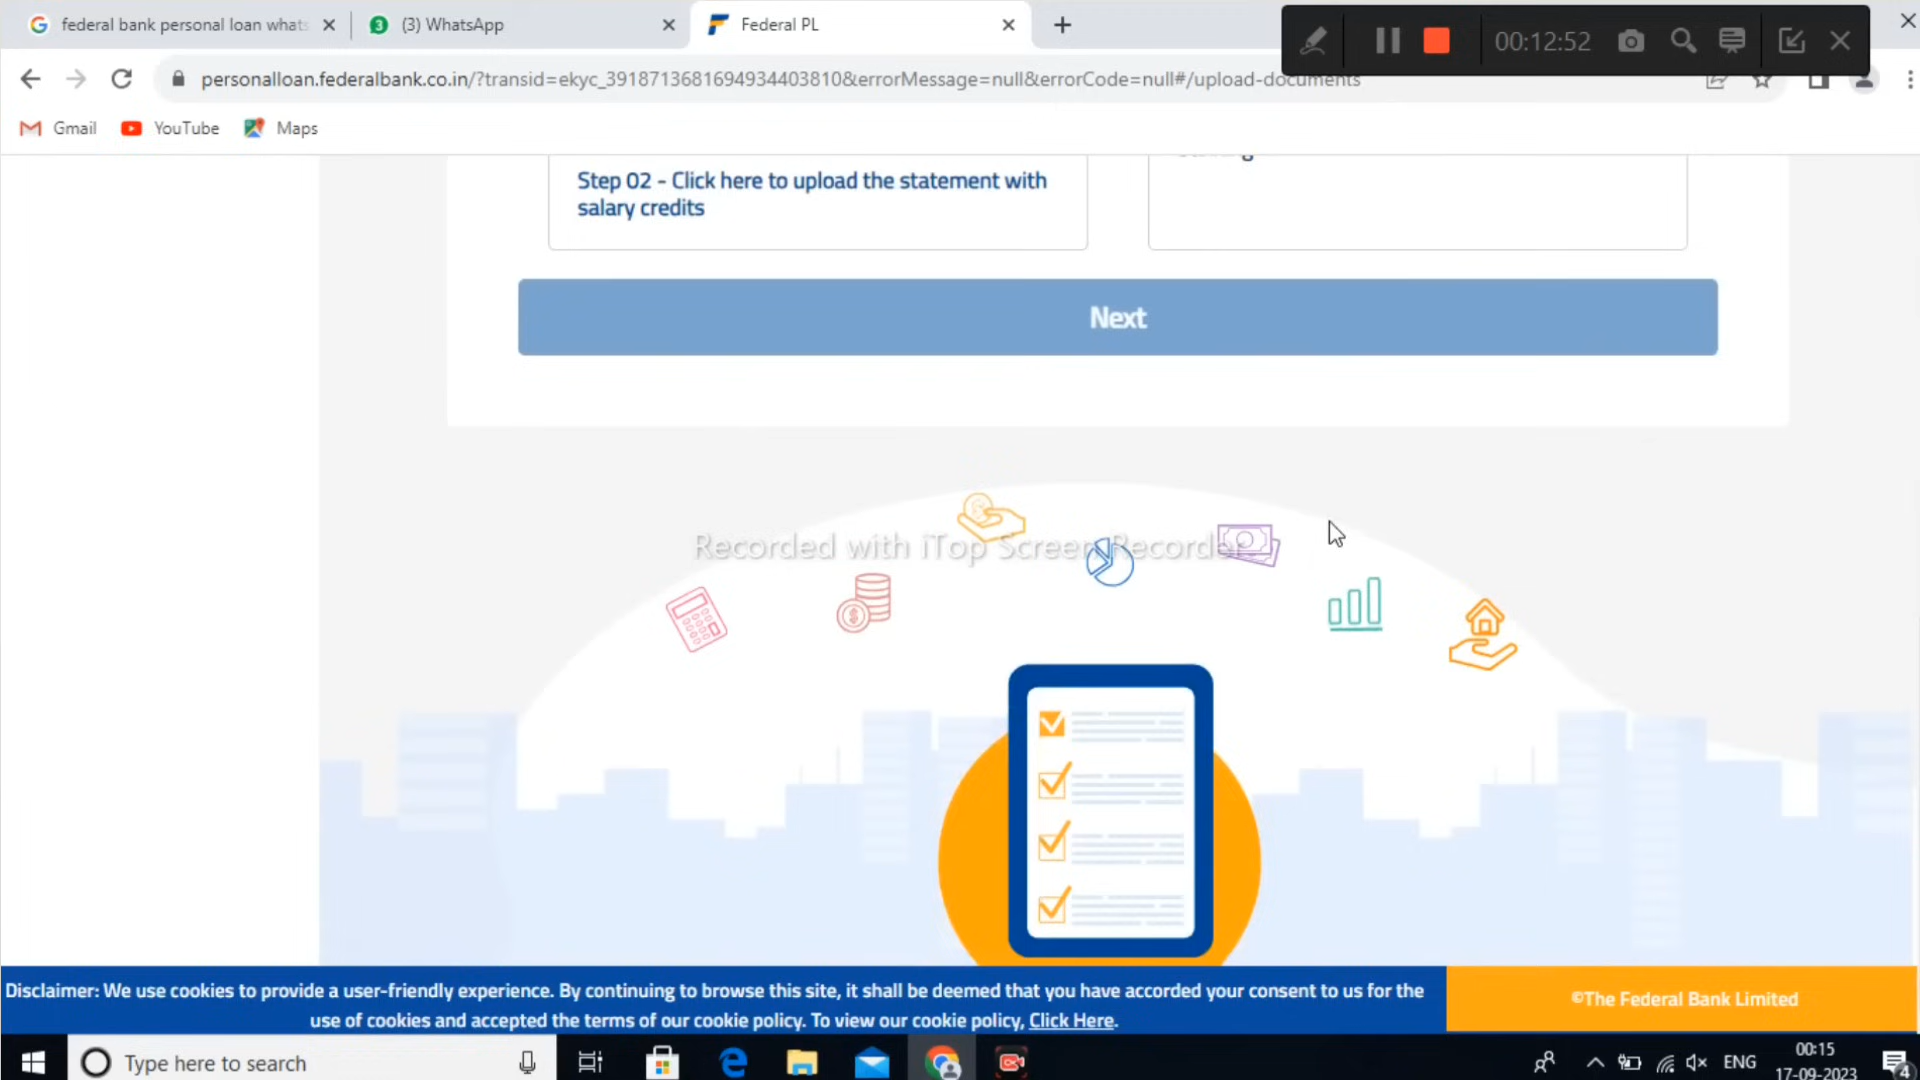 federal bank personal loan whats
(3) WhatsApp
Federal PL
00:12:52
personalloan.federalbank.co.in/?transid=ekyc_3918713681694934403810&errorMessage=null&errorCode=null#/upload-documents
Gmail
YouTube
Maps
Step 02 - Click here to upload the statement with
salary credits
Next
Recorded with iTop Screen Recorder
Disclaimer: We use cookies to provide a user-friendly experience. By continuing to browse this site, it shall be deemed that you have accorded your consent to us for the
use of cookies and accepted the terms of our cookie policy. To view our cookie policy, Click Here.
©The Federal Bank Limited
Type here to search
ENG
00:15
17-09-2023
4